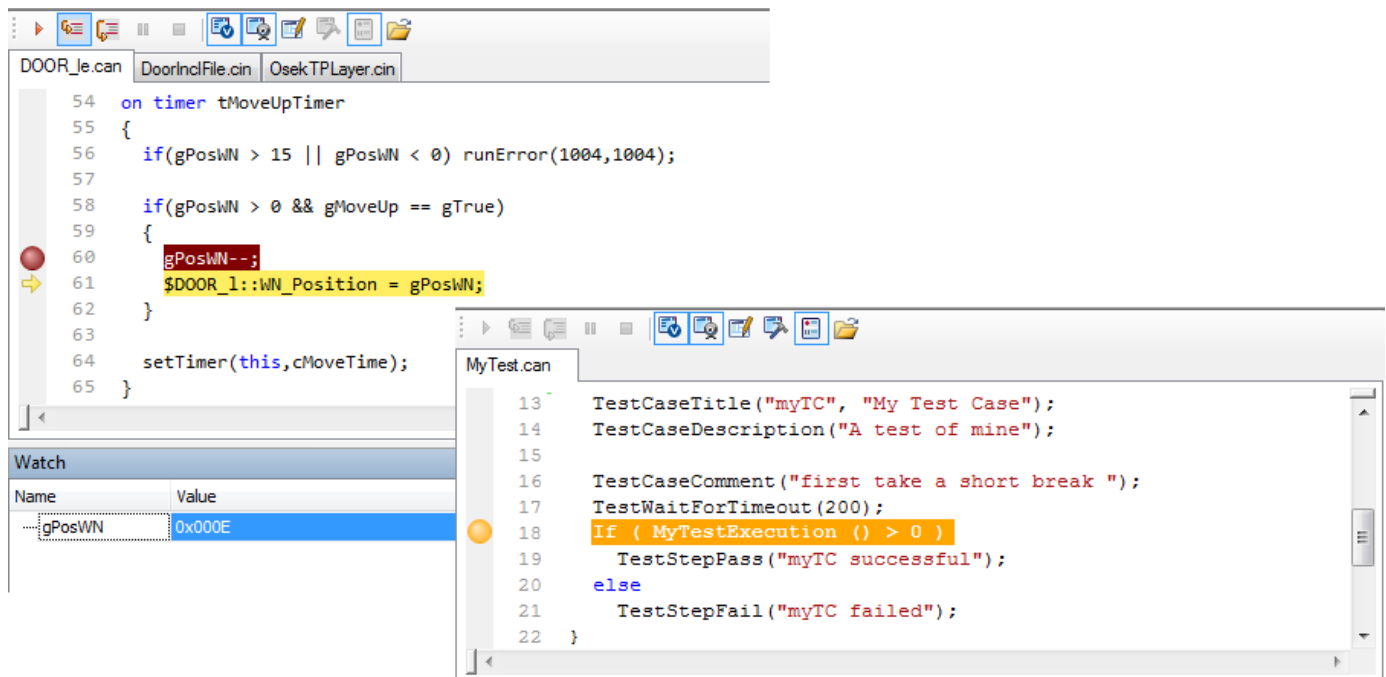 DOOR_le.can DoorInclFile.cin OsekTPLayer.cin
54 on timer tMoveUpTimer
55 {
56 if(gPosWN > 15 || gPosWN < 0) runError(1004,1004);
57
58 if(gPosWN > 0 && gMoveUp == gTrue)
59 {
60 gPosWN--;
61 $DOOR_l::WN_Position = gPosWN;
62 }
63
64 setTimer(this,cMoveTime);
65 }
Watch
Name Value
gPosWN 0x000E
MyTest.can
13 TestCaseTitle("myTC", "My Test Case");
14 TestCaseDescription("A test of mine");
15
16 TestCaseComment("first take a short break ");
17 TestWaitForTimeout(200);
18 If ( MyTestExecution () > 0 )
19 TestStepPass("myTC successful");
20 else
21 TestStepFail("myTC failed");
22 }